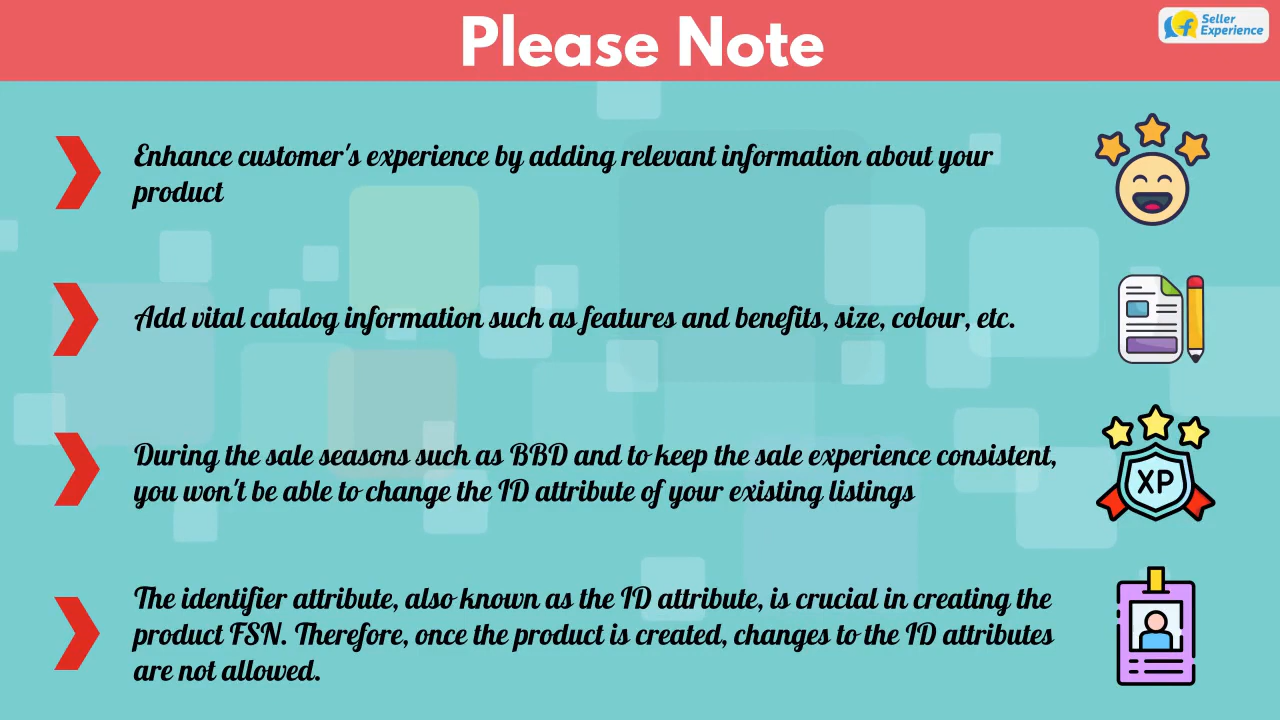 Please Note
Seller
Experience
Enhance customer's experience by adding relevant information about your
product
Add vital catalog information such as features and benefits, size, colour, etc.
During the sale seasons such as BBD and to keep the sale experience consistent,
you won't be able to change the ID attribute of your existing listings
XP
The identifier attribute, also known as the ID attribute, is crucial in creating the
product FSN. Therefore, once the product is created, changes to the ID attributes
are not allowed.